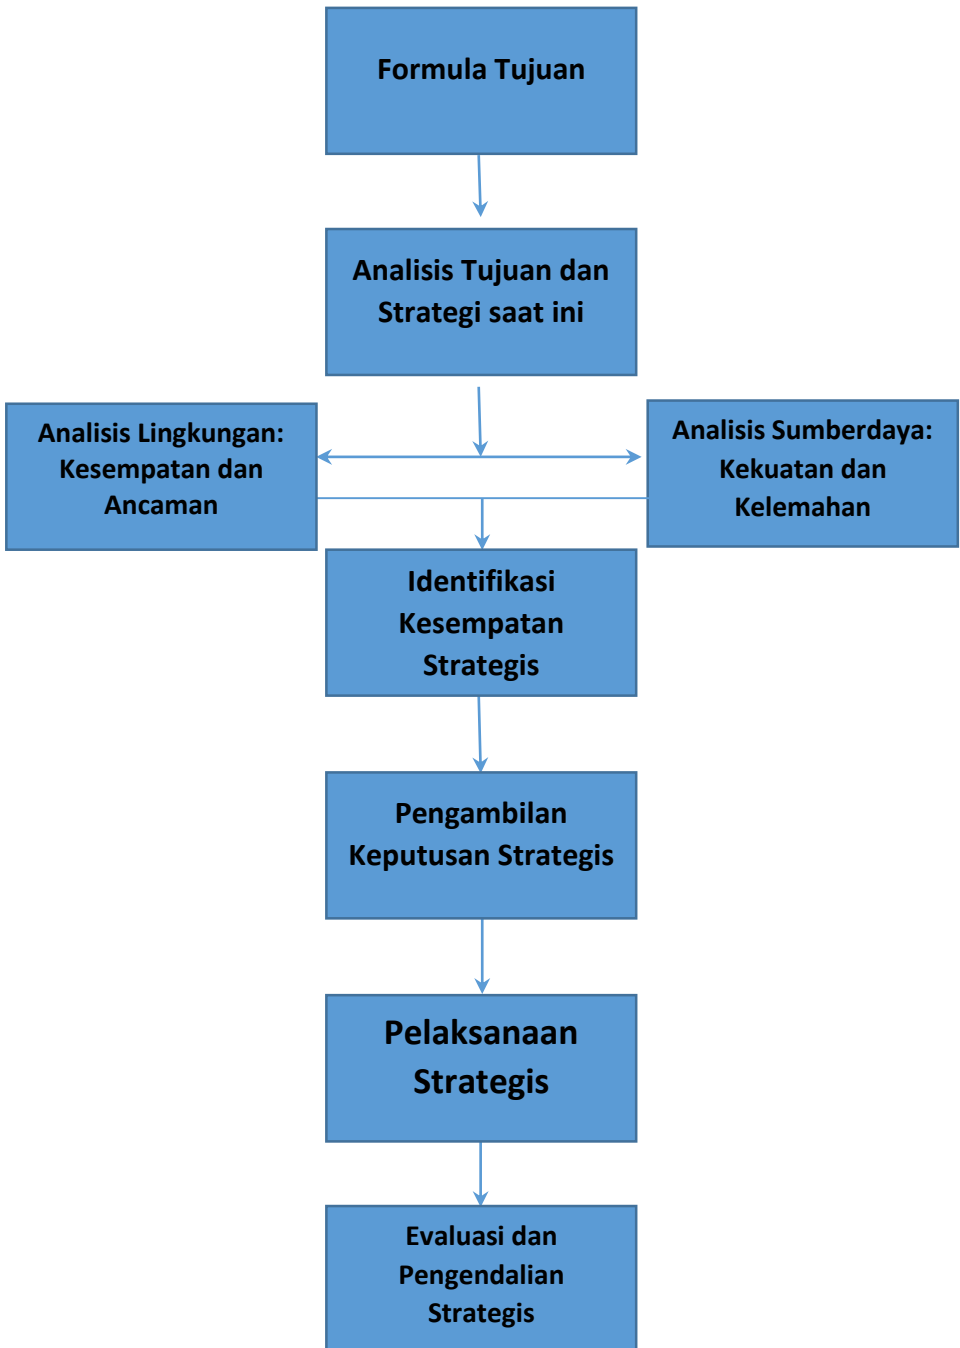 Formula Tujuan
Analisis Tujuan dan
Strategi saat ini
Analisis Lingkungan:
Kesempatan dan
Ancaman
Analisis Sumberdaya:
Kekuatan dan
Kelemahan
Identifikasi
Kesempatan
Strategis
Pengambilan
Keputusan Strategis
Pelaksanaan
Strategis
Evaluasi dan
Pengendalian
Strategis